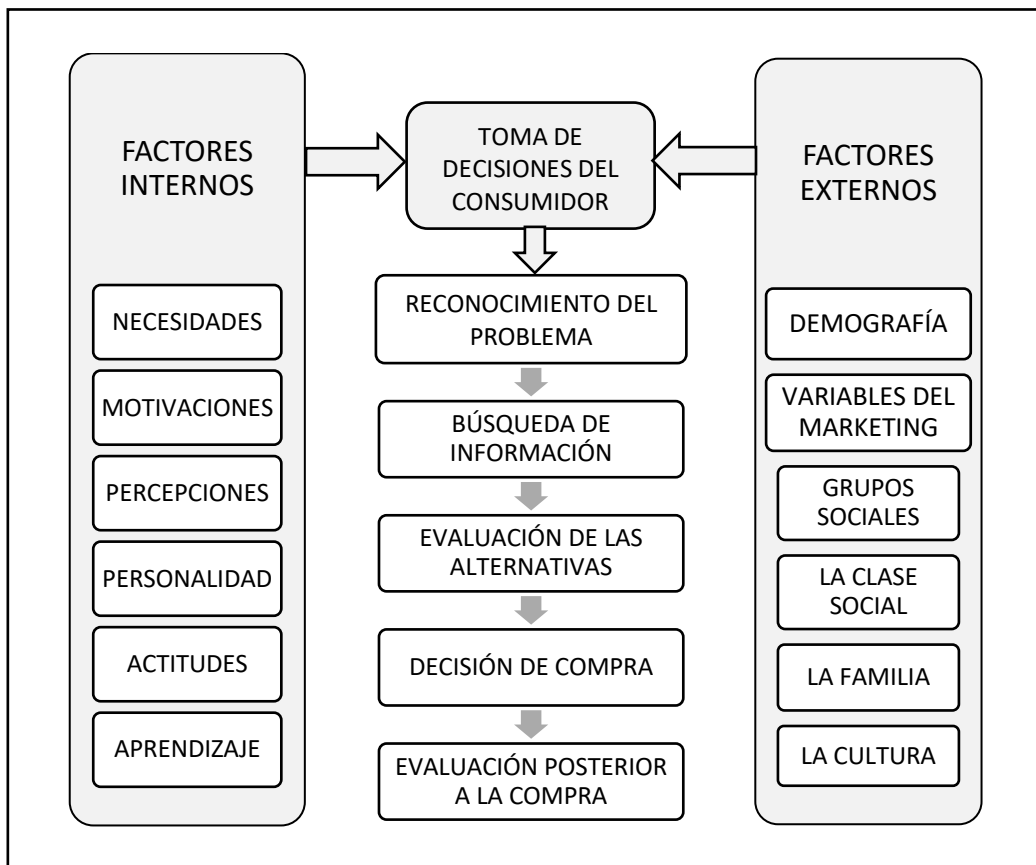 FACTORES
INTERNOS
NECESIDADES
MOTIVACIONES
PERCEPCIONES
PERSONALIDAD
ACTITUDES
APRENDIZAJE
TOMA DE
DECISIONES DEL
CONSUMIDOR
RECONOCIMIENTO DEL
PROBLEMA
BÚSQUEDA DE
INFORMACIÓN
EVALUACIÓN DE LAS
ALTERNATIVAS
DECISIÓN DE COMPRA
EVALUACIÓN POSTERIOR
A LA COMPRA
FACTORES
EXTERNOS
DEMOGRAFÍA
VARIABLES DEL
MARKETING
GRUPOS
SOCIALES
LA CLASE
SOCIAL
LA FAMILIA
LA CULTURA